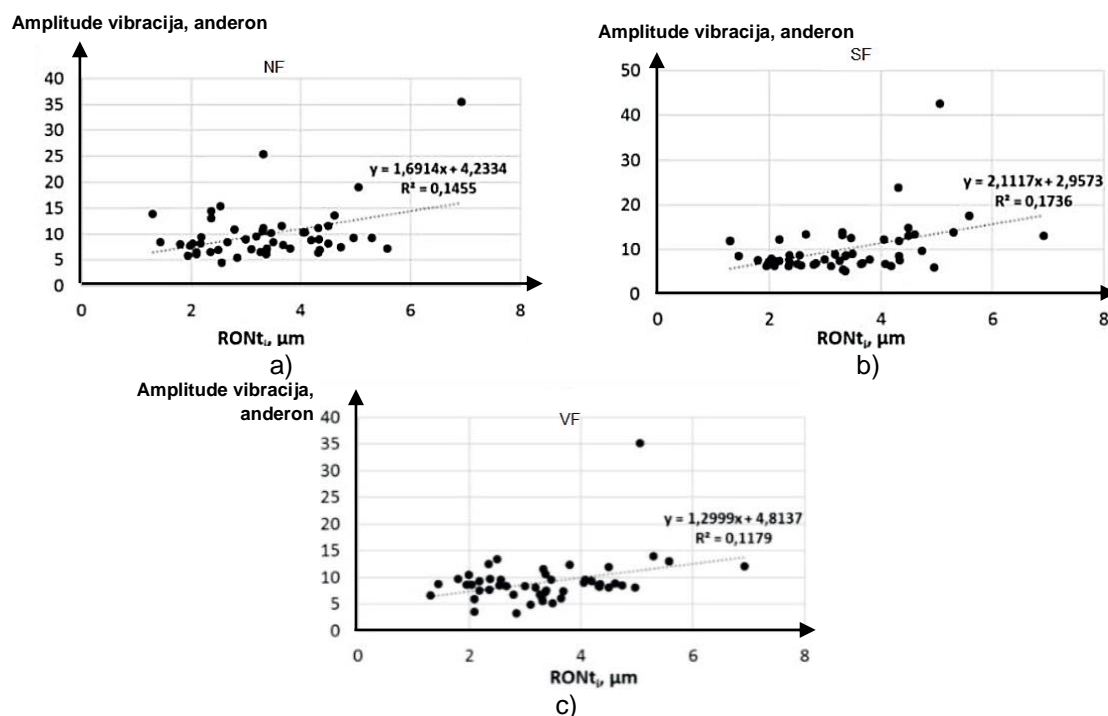 Amplitude vibracija, anderon
NF
40
35
30
25
20
15
10
5
0
y = 1,6914x + 4,2334
R² = 0,1455
0 2 4 6 8
RONtᵢ, µm
a)
Amplitude vibracija, anderon
SF
50
40
30
20
10
0
y = 2,1117x + 2,9573
R² = 0,1736
0 2 4 6 8
RONtᵢ, µm
b)
Amplitude vibracija,
anderon
VF
40
35
30
25
20
15
10
5
0
y = 1,2999x + 4,8137
R² = 0,1179
0 2 4 6 8
RONtᵢ, µm
c)